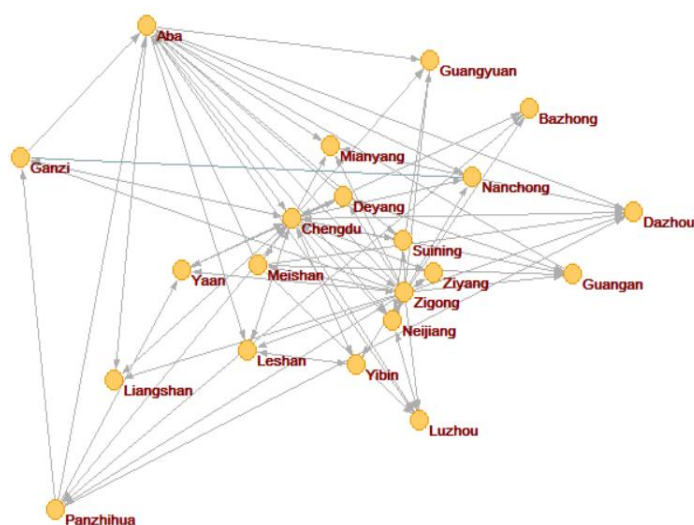 Aba
Guangyuan
Bazhong
Mianyang
Ganzi
Nanchong
Deyang
Dazhou
Chengdu
Suining
Meishan
Ziyang
Yaan
Guangan
Zigong
Neijiang
Leshan
Yibin
Liangshan
Luzhou
Panzhihua